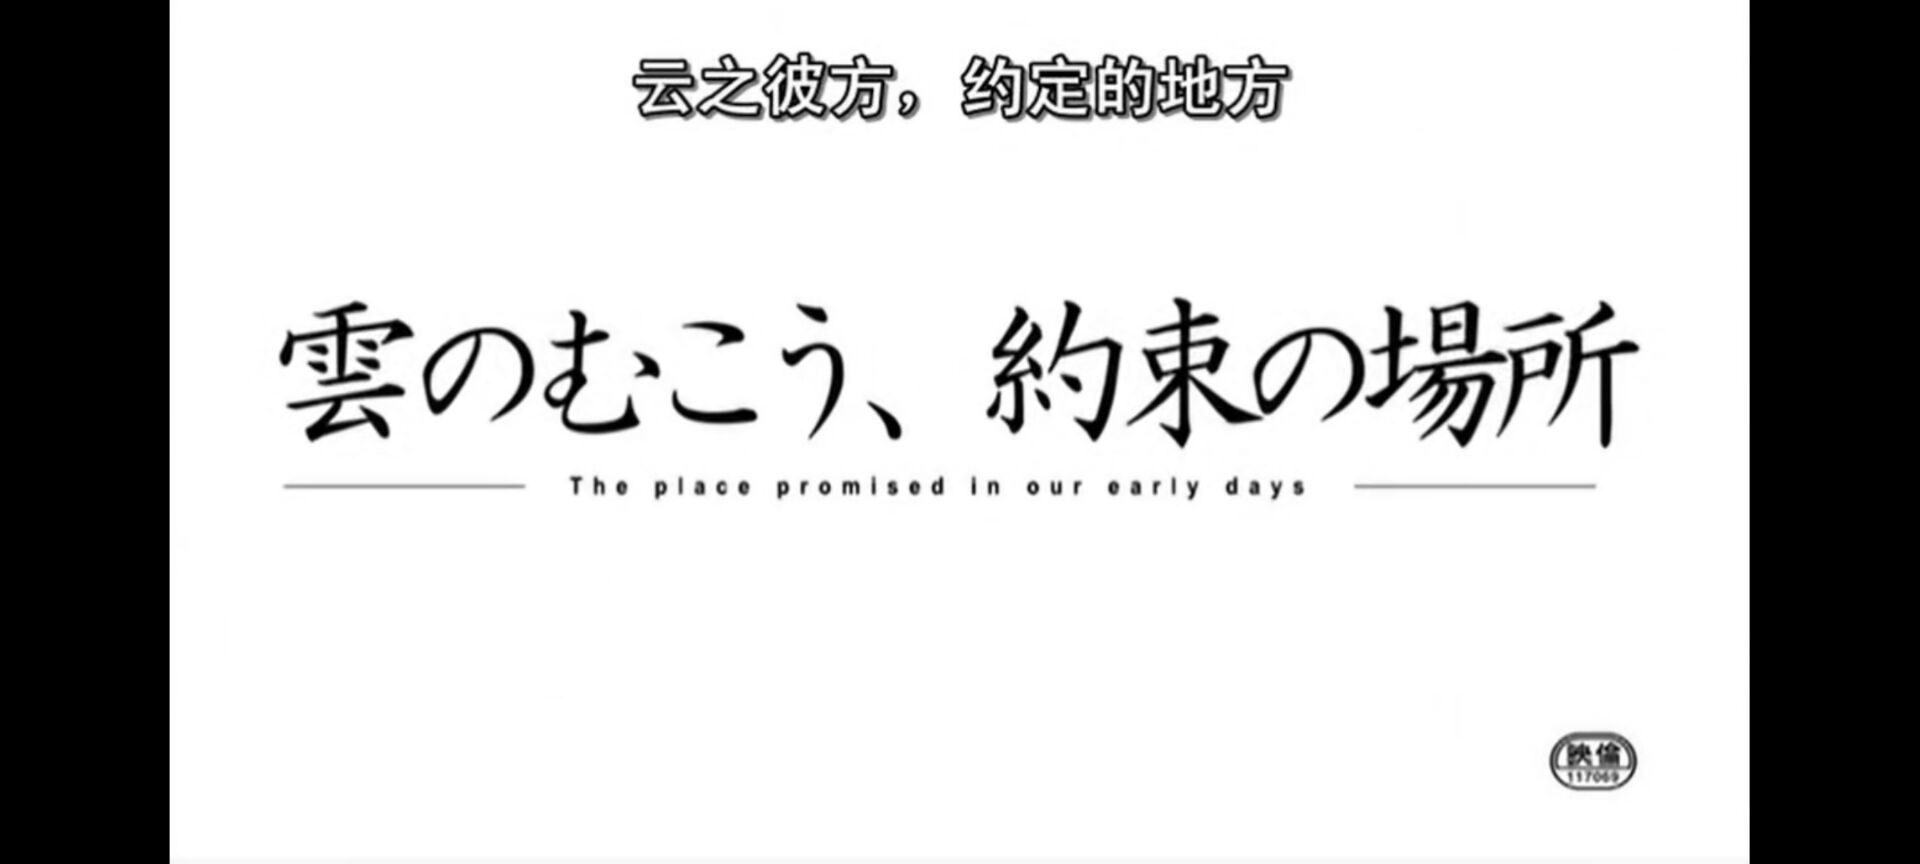 云之彼方，约定的地方
雲のむこう、約束の場所
The place promised in our early days
映倫
117069